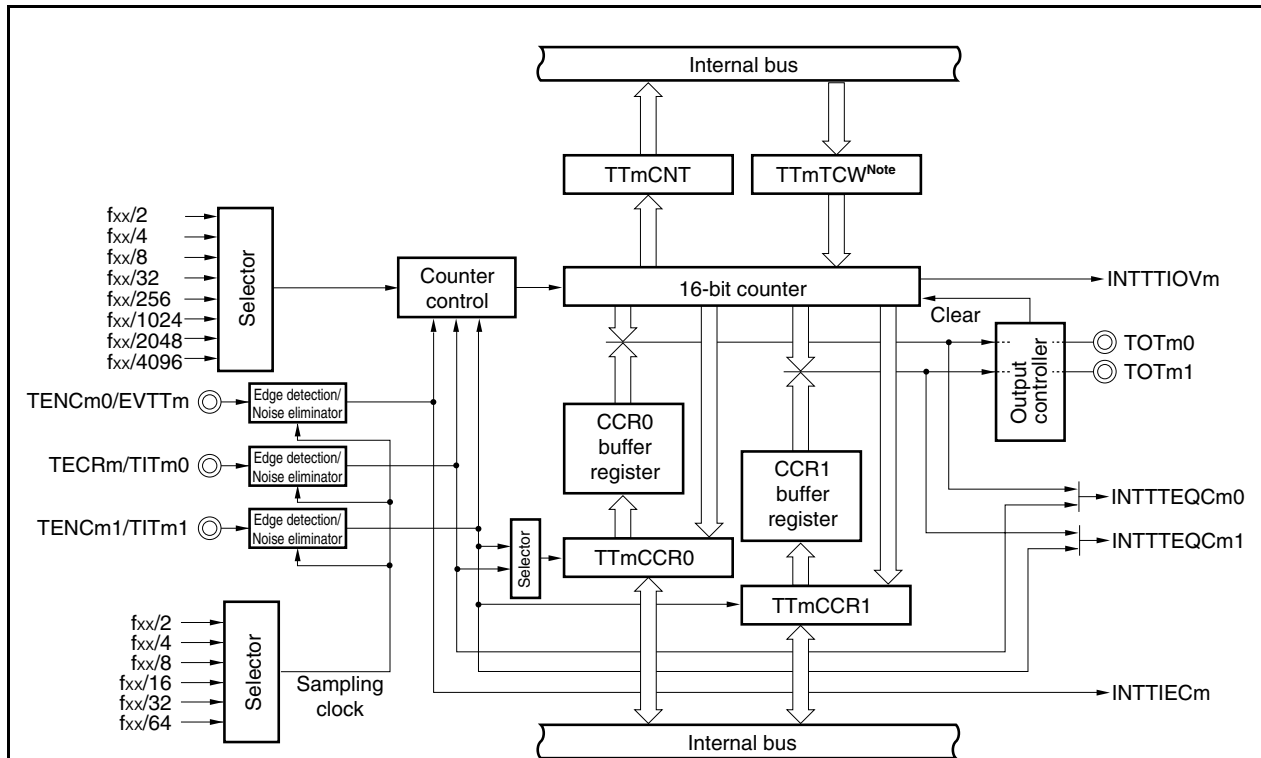 Internal bus
TTmCNT
TTmTCWNote
fxx/2
fxx/4
fxx/8
fxx/32
fxx/256
fxx/1024
fxx/2048
fxx/4096
Selector
Counter
control
16-bit counter
INTTTIOVm
Clear
Output
controller
TOTm0
TOTm1
TENCm0/EVTTm
Edge detection/
Noise eliminator
TECRm/TITm0
Edge detection/
Noise eliminator
TENCm1/TITm1
Edge detection/
Noise eliminator
CCR0
buffer
register
CCR1
buffer
register
INTTTEQCm0
INTTTEQCm1
Selector
TTmCCR0
TTmCCR1
fxx/2
fxx/4
fxx/8
fxx/16
fxx/32
fxx/64
Selector
Sampling
clock
INTTIECm
Internal bus